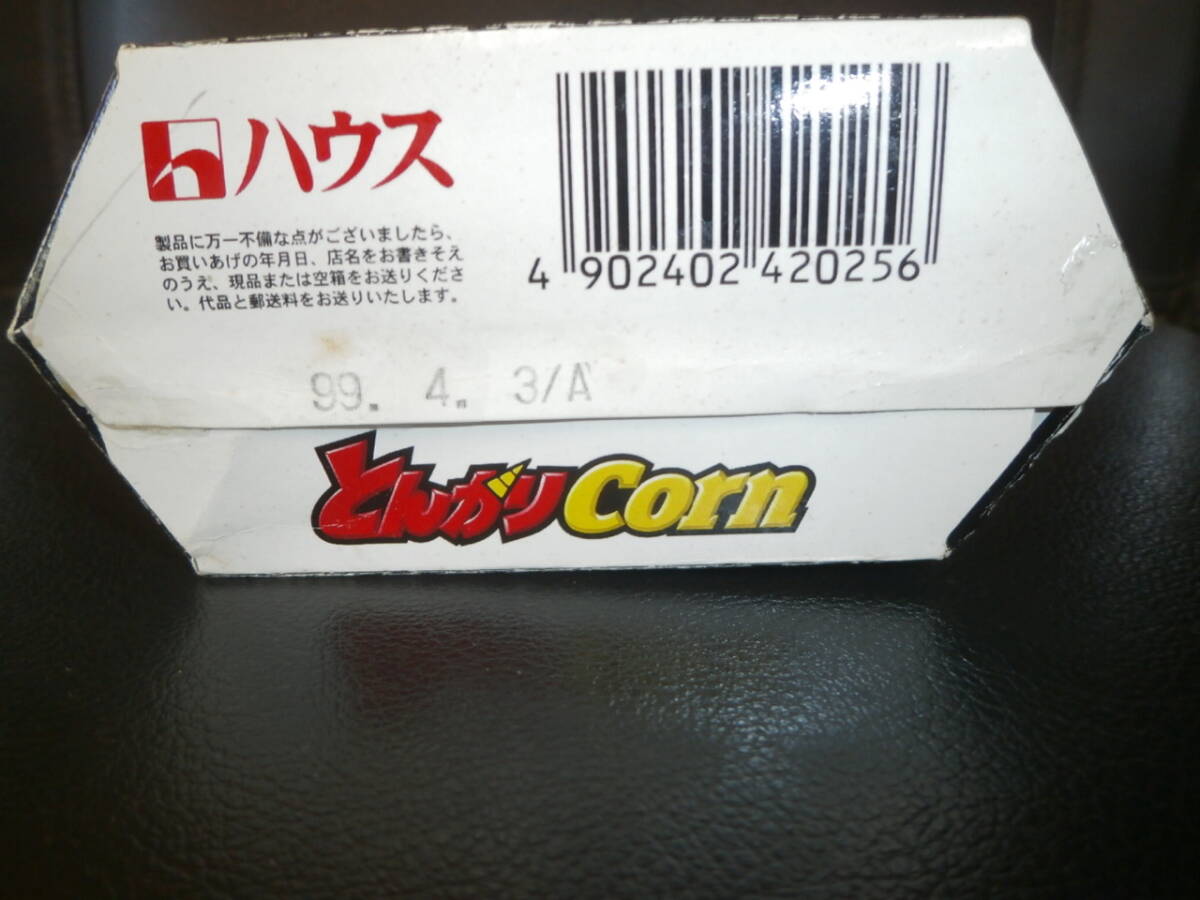 ハウス
製品に万一不備な点がございましたら、
お買いあげの年月日、店名をお書きそえ
のうえ、現品または空箱をお送りくださ
い。代品と郵送料をお送りいたします。
4 902402 420256
99. 4. 3/A
とんがりCorn